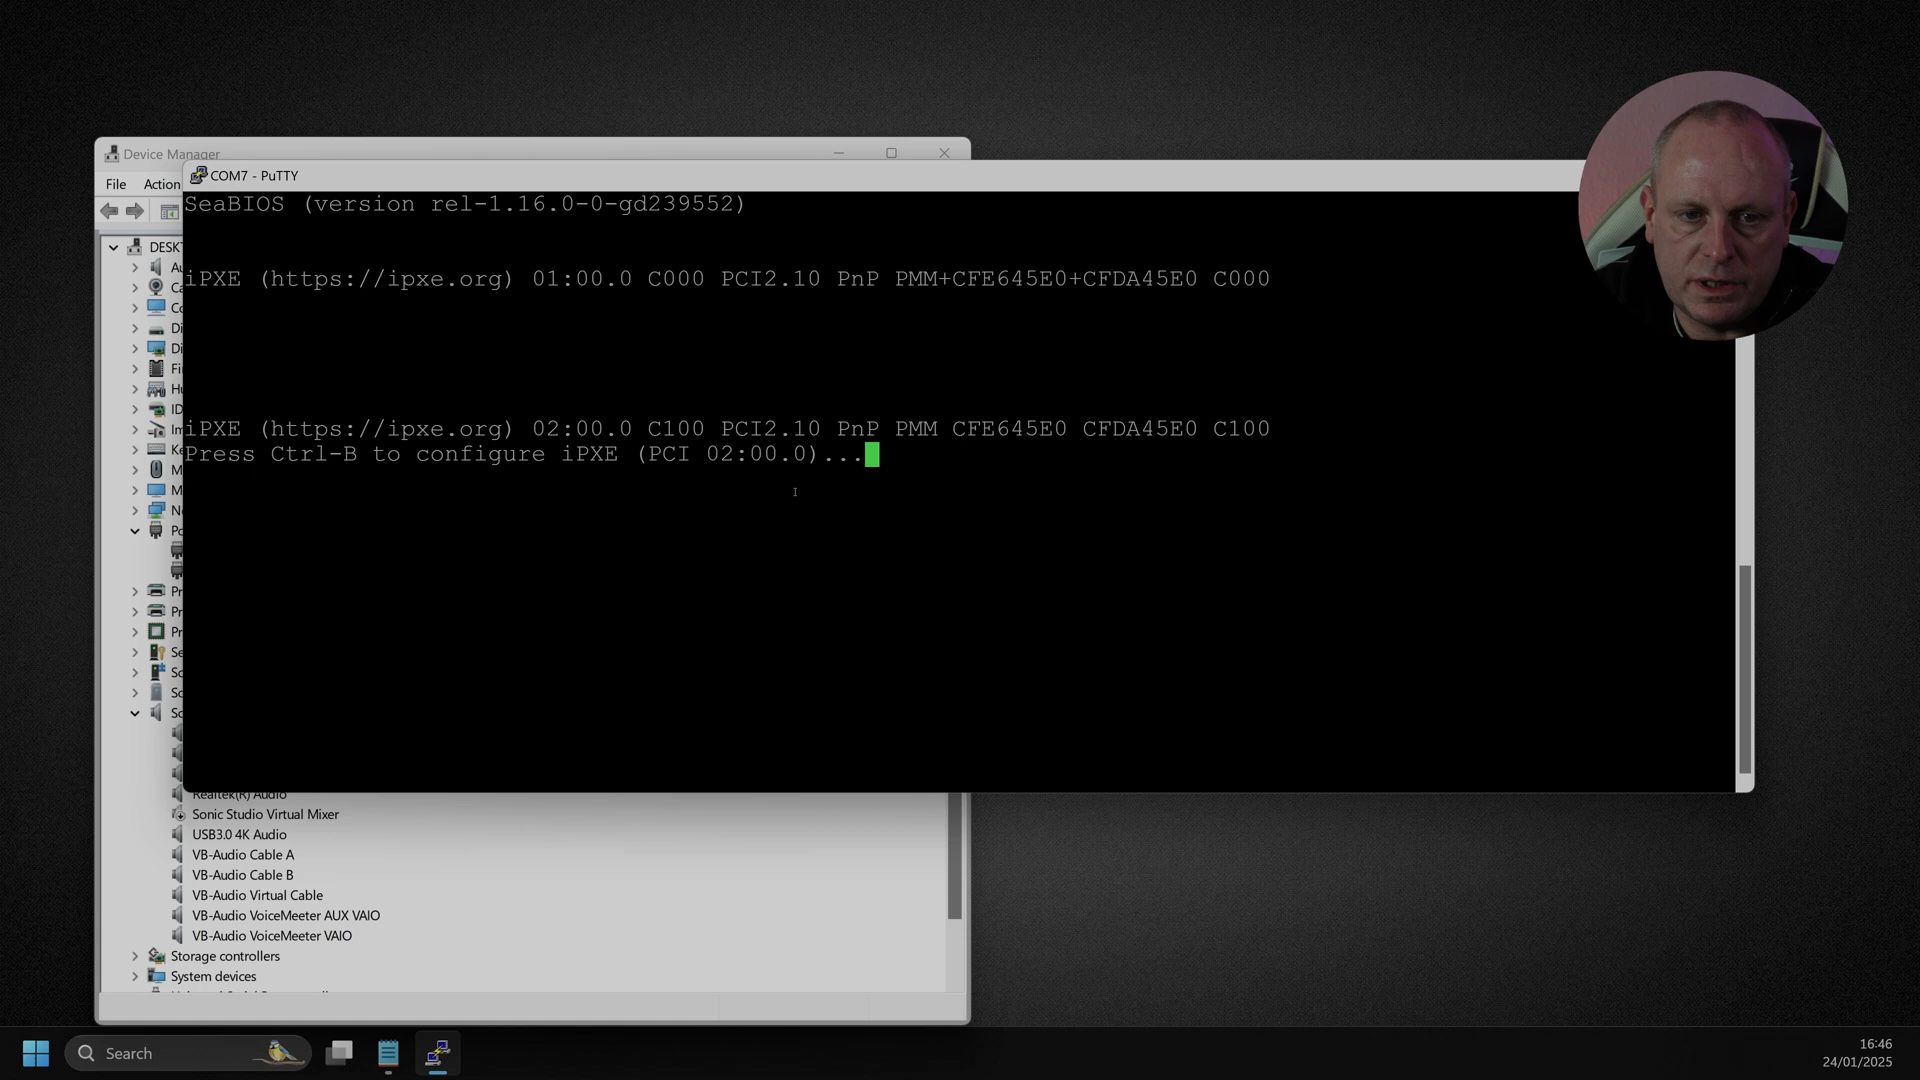 Device Manager
File
Action
COM7 - PuTTY
SeaBIOS (version rel-1.16.0-0-gd239552)
iPXE (https://ipxe.org) 01:00.0 C000 PCI2.10 PnP PMM+CFE645E0+CFDA45E0 C000
iPXE (https://ipxe.org) 02:00.0 C100 PCI2.10 PnP PMM CFE645E0 CFDA45E0 C100
Press Ctrl-B to configure iPXE (PCI 02:00.0)...
Realtek(R) Audio
Sonic Studio Virtual Mixer
USB3.0 4K Audio
VB-Audio Cable A
VB-Audio Cable B
VB-Audio Virtual Cable
VB-Audio VoiceMeeter AUX VAIO
VB-Audio VoiceMeeter VAIO
Storage controllers
System devices
Search
16:46
24/01/2025